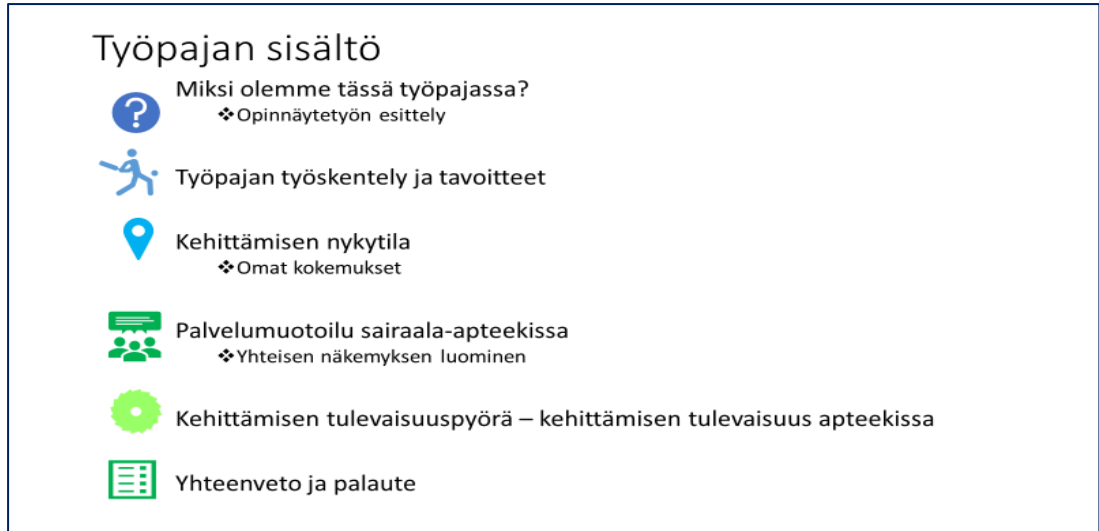 Työpajan sisältö
Miksi olemme tässä työpajassa?
❖Opinnäytetyön esittely
Työpajan työskentely ja tavoitteet
Kehittämisen nykytila
❖Omat kokemukset
Palvelumuotoilu sairaala-apteekissa
❖Yhteisen näkemyksen luominen
Kehittämisen tulevaisuuspyörä – kehittämisen tulevaisuus apteekissa
Yhteenveto ja palaute